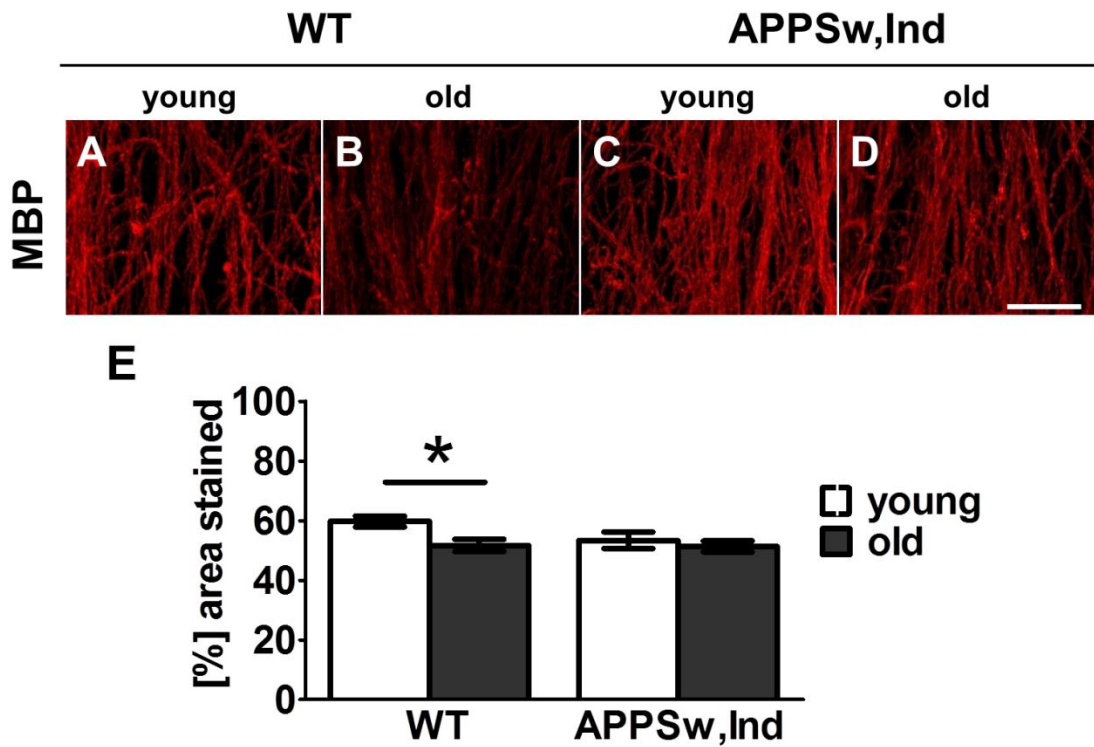 WT APPSw,Ind
young old young old
MBP
A B C D
E
[%] area stained
100
80
60
40
20
0
*
WT APPSw,Ind
young
old